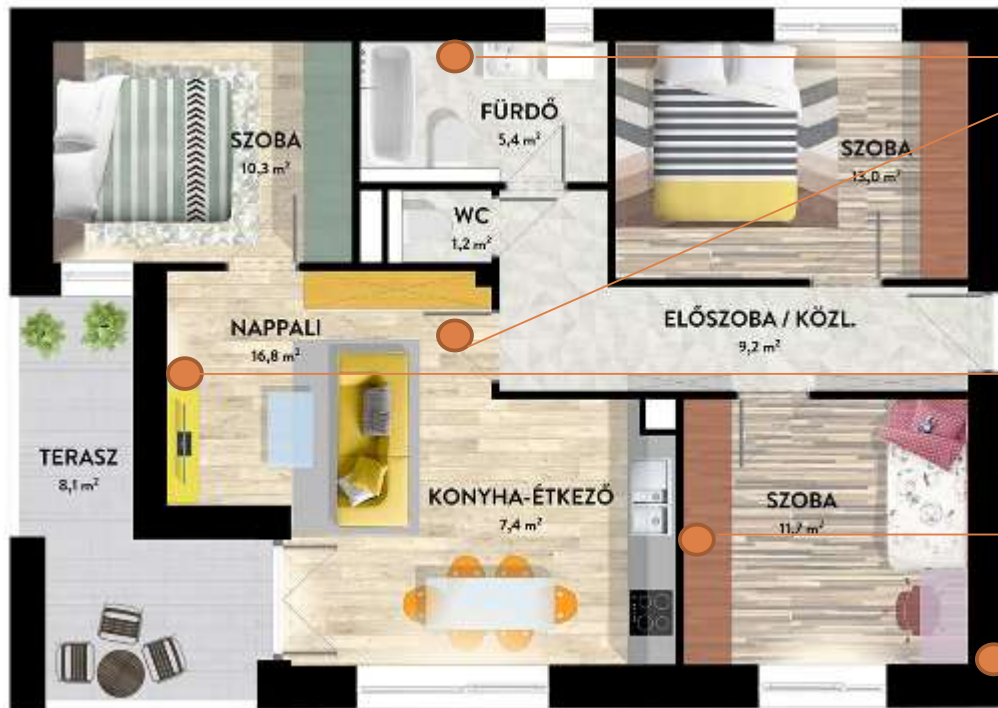 SZOBA
10,3 m²
FÜRDŐ
5,4 m²
SZOBA
13,0 m²
WC
1,2 m²
NAPPALI
16,8 m²
ELŐSZOBA / KÖZL.
9,2 m²
TERASZ
8,1 m²
KONYHA-ÉTKEZŐ
7,4 m²
SZOBA
11,7 m²